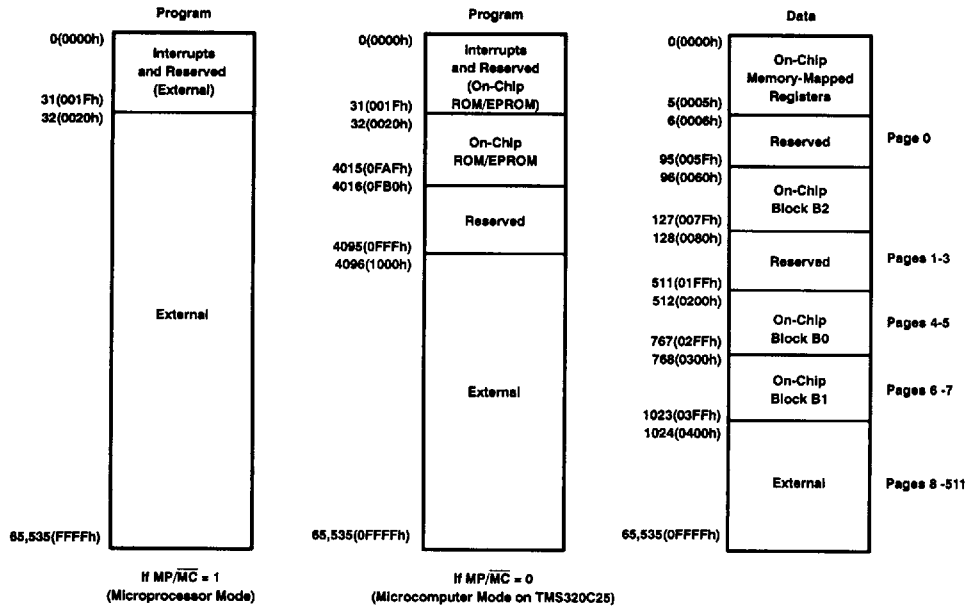 Program
0(0000h)
Interrupts
and Reserved
(External)
31(001Fh)
32(0020h)
External
65,535(FFFFh)
If MP/M̅C̅ = 1
(Microprocessor Mode)
Program
0(0000h)
Interrupts
and Reserved
(On-Chip
ROM/EPROM)
31(001Fh)
32(0020h)
On-Chip
ROM/EPROM
4015(0FAFh)
4016(0FB0h)
Reserved
4095(0FFFh)
4096(1000h)
External
65,535(0FFFFh)
If MP/M̅C̅ = 0
(Microcomputer Mode on TMS320C25)
Data
0(0000h)
On-Chip
Memory-Mapped
Registers
5(0005h)
6(0006h)
Reserved
Page 0
95(005Fh)
96(0060h)
On-Chip
Block B2
127(007Fh)
128(0080h)
Reserved
Pages 1-3
511(01FFh)
512(0200h)
On-Chip
Block B0
Pages 4-5
767(02FFh)
768(0300h)
On-Chip
Block B1
Pages 6 -7
1023(03FFh)
1024(0400h)
External
Pages 8 -511
65,535(0FFFFh)